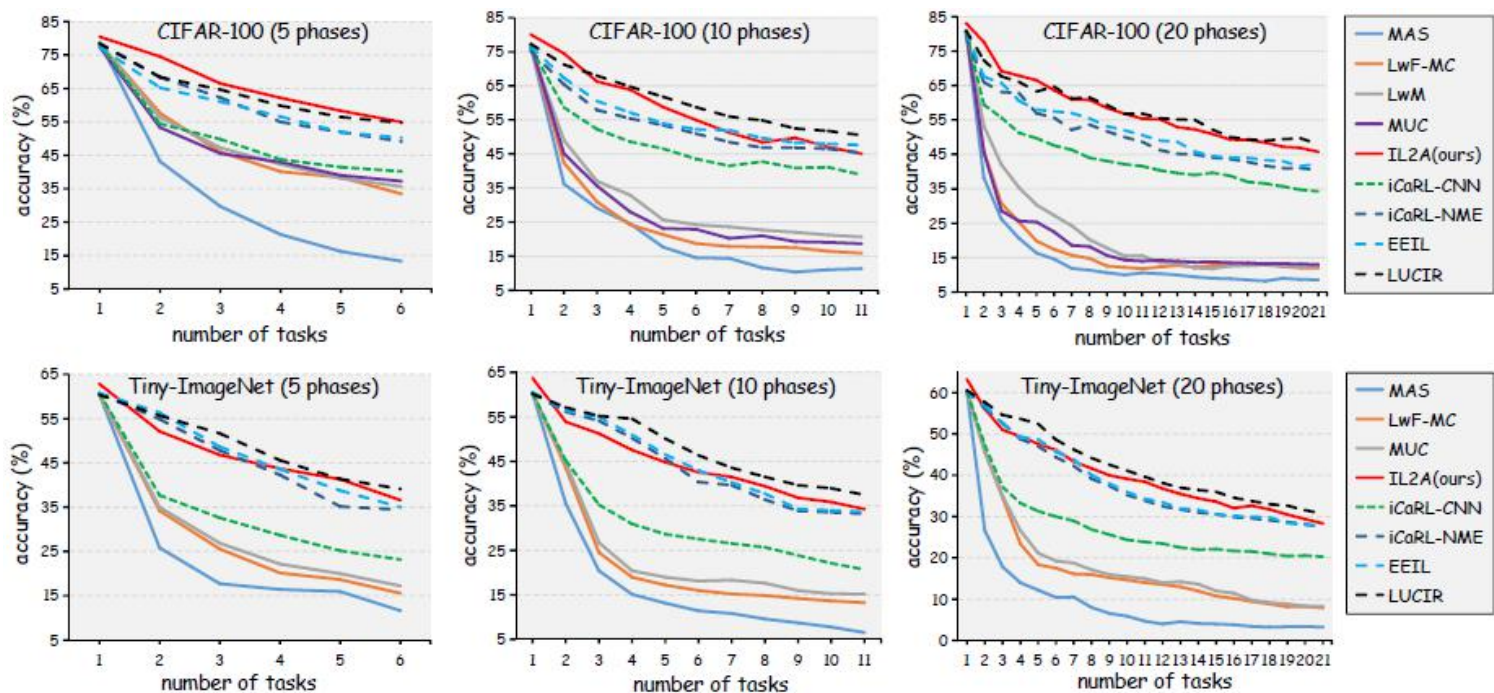 CIFAR-100 (5 phases)
accuracy (%)
85
75
65
55
45
35
25
15
5
1 2 3 4 5 6
number of tasks
CIFAR-100 (10 phases)
accuracy (%)
85
75
65
55
45
35
25
15
5
1 2 3 4 5 6 7 8 9 10 11
number of tasks
CIFAR-100 (20 phases)
accuracy (%)
85
75
65
55
45
35
25
15
5
1 2 3 4 5 6 7 8 9 10 11 12 13 14 15 16 17 18 19 20 21
number of tasks
MAS
LwF-MC
LwM
MUC
IL2A(ours)
iCaRL-CNN
iCaRL-NME
EEIL
LUCIR
Tiny-ImageNet (5 phases)
accuracy (%)
65
55
45
35
25
15
5
1 2 3 4 5 6
number of tasks
Tiny-ImageNet (10 phases)
accuracy (%)
65
55
45
35
25
15
5
1 2 3 4 5 6 7 8 9 10 11
number of tasks
Tiny-ImageNet (20 phases)
accuracy (%)
60
50
40
30
20
10
0
1 2 3 4 5 6 7 8 9 10 11 12 13 14 15 16 17 18 19 20 21
number of tasks
MAS
LwF-MC
MUC
IL2A(ours)
iCaRL-CNN
iCaRL-NME
EEIL
LUCIR